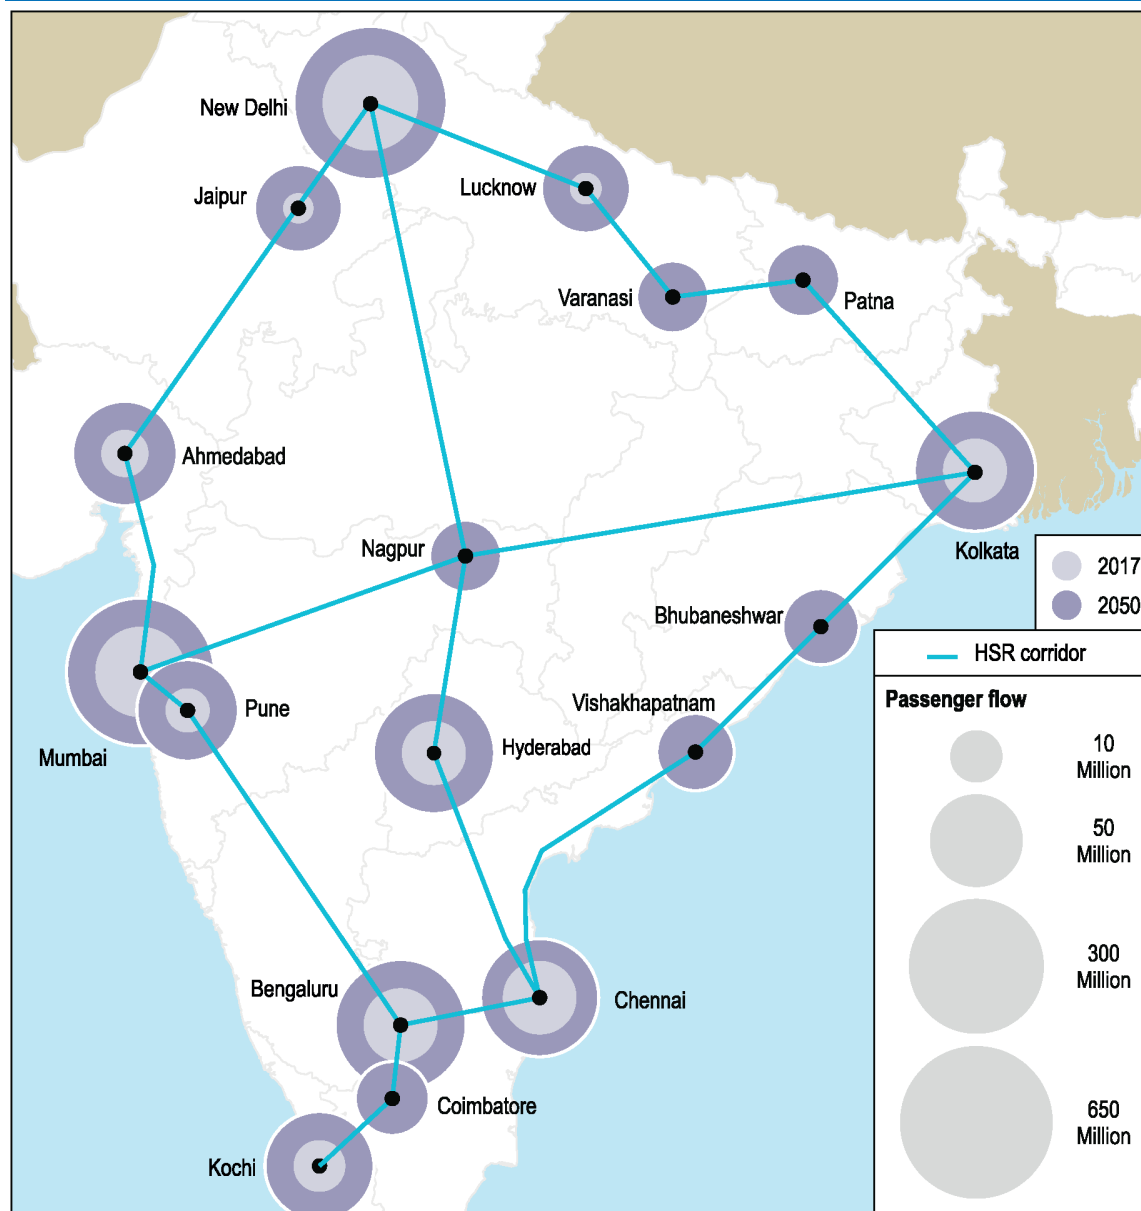 New Delhi
Jaipur
Lucknow
Varanasi
Patna
Ahmedabad
Nagpur
Kolkata
2017
2050
Bhubaneshwar
HSR corridor
Passenger flow
10
Million
50
Million
300
Million
650
Million
Pune
Vishakhapatnam
Mumbai
Hyderabad
Bengaluru
Chennai
Coimbatore
Kochi